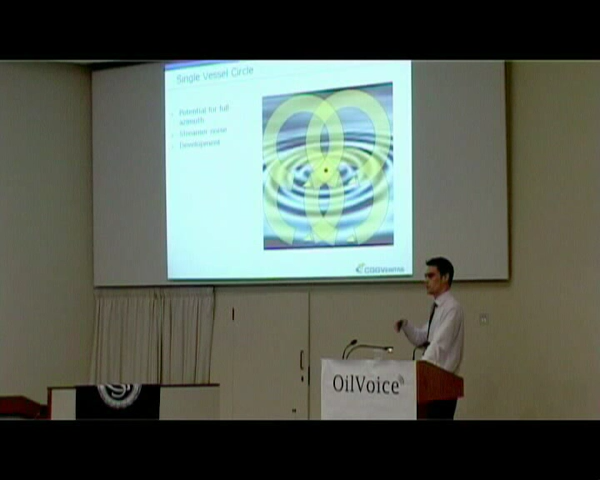 Single Vessel Circle
Potential for full
azimuth
Streamer noise
Development
CGGVeritas
OilVoice